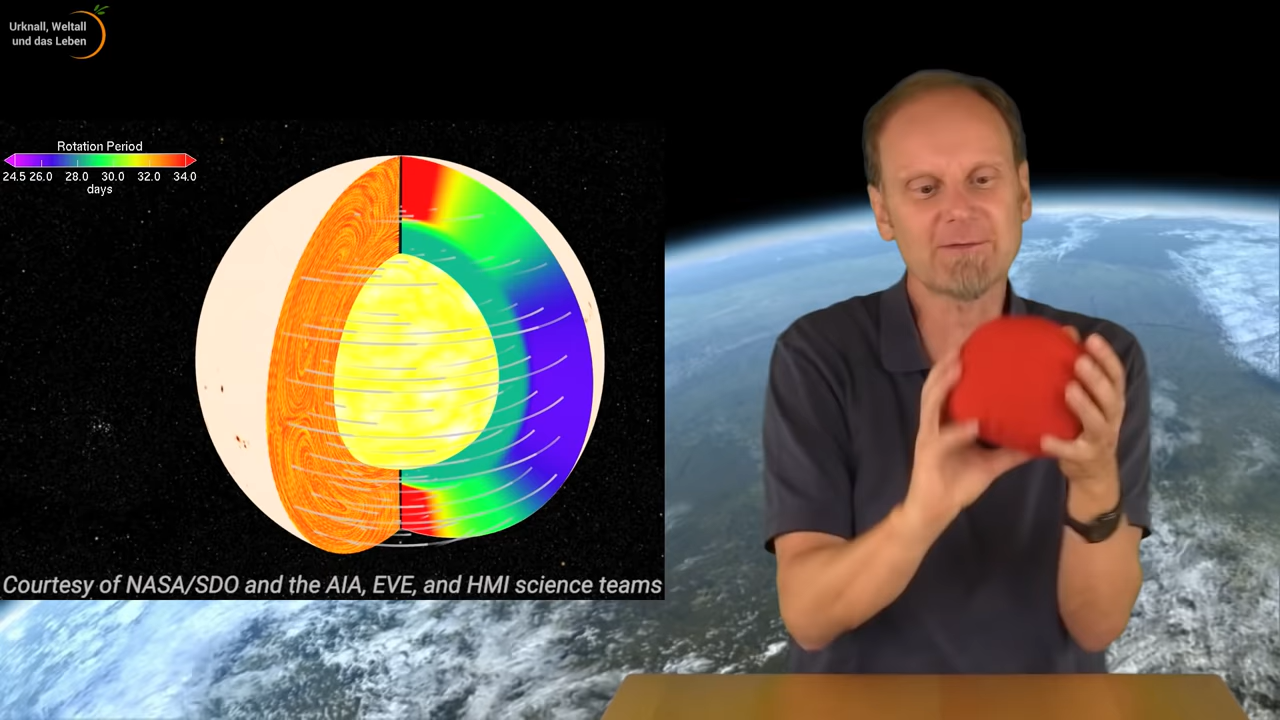 Urknall, Weltall
und das Leben
Rotation Period
24.5 26.0 28.0 30.0 32.0 34.0
days
Courtesy of NASA/SDO and the AIA, EVE, and HMI science teams